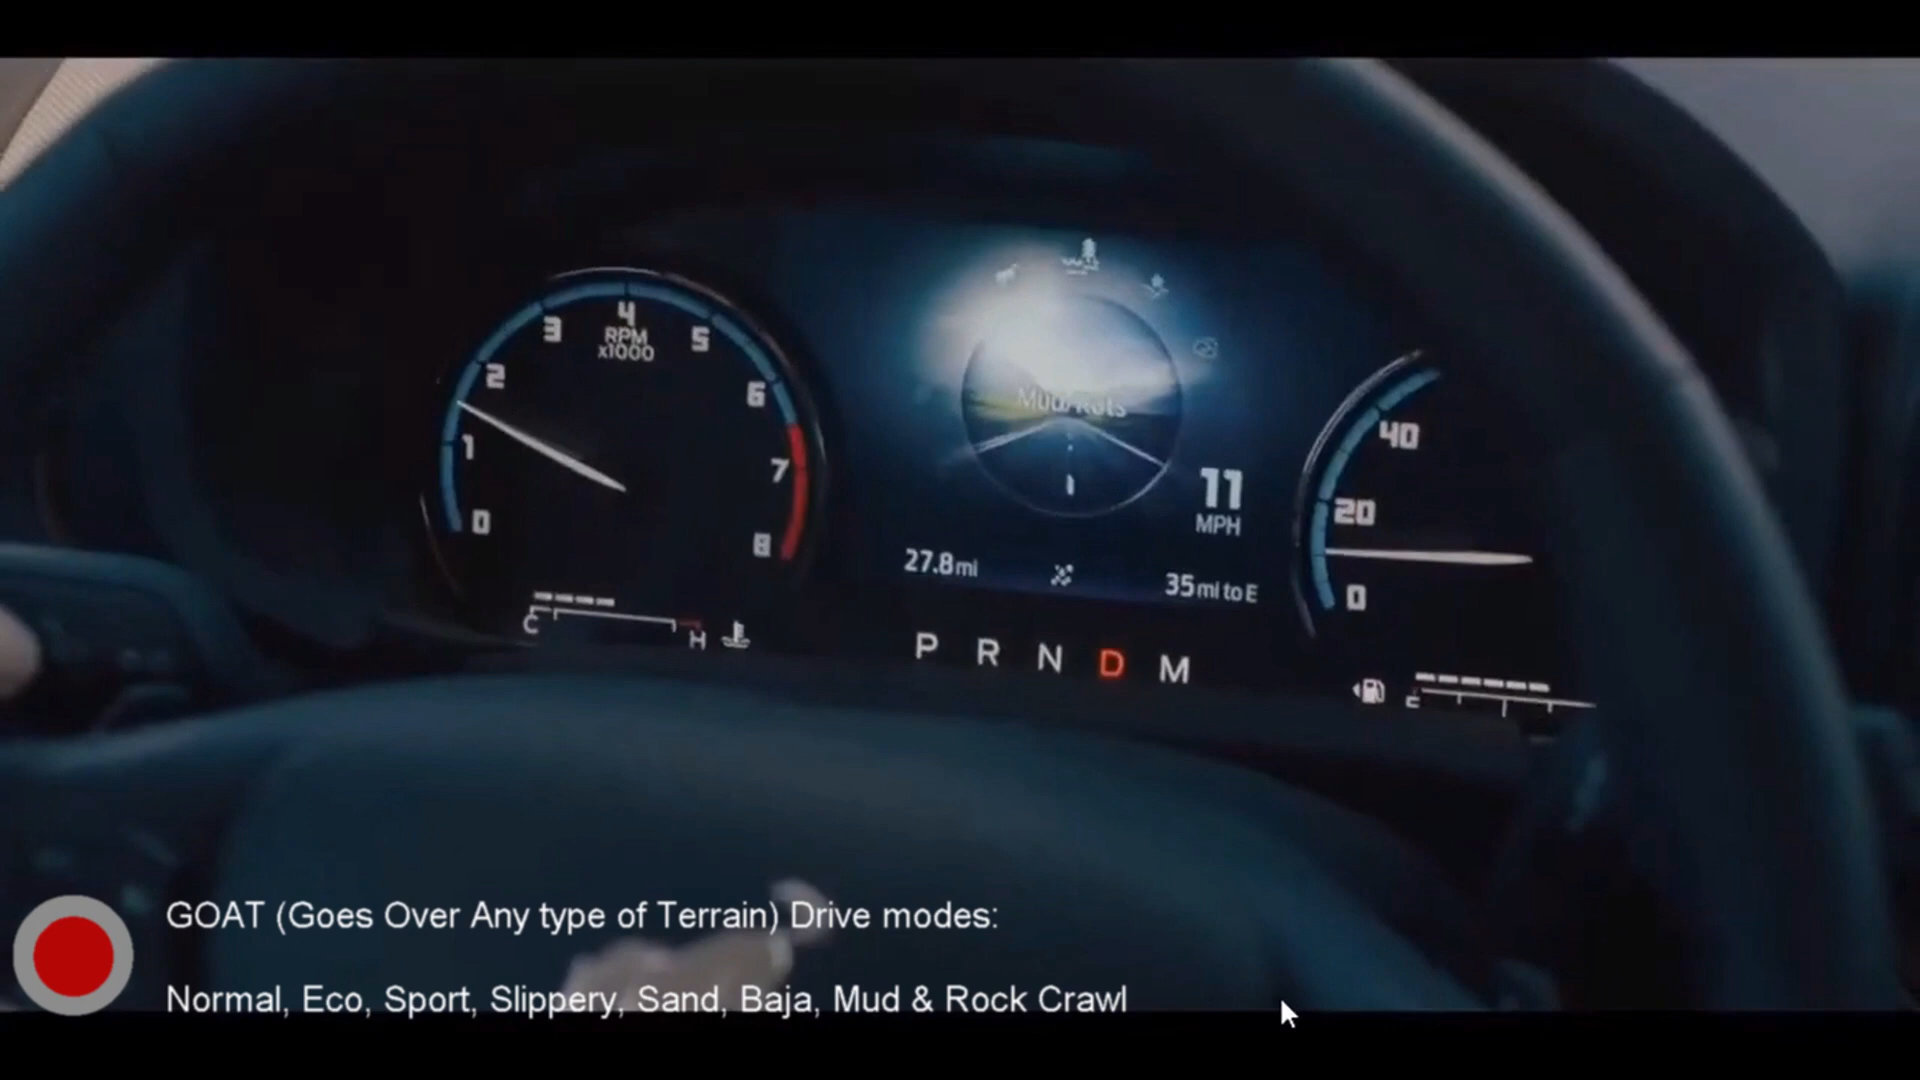 4
3
5
RPM
x1000
2
6
1
7
0
8
Mud/Ruts
40
11
20
MPH
27.8mi
35mi to E
0
C
H
P R N D M
E
GOAT (Goes Over Any type of Terrain) Drive modes:
Normal, Eco, Sport, Slippery, Sand, Baja, Mud & Rock Crawl